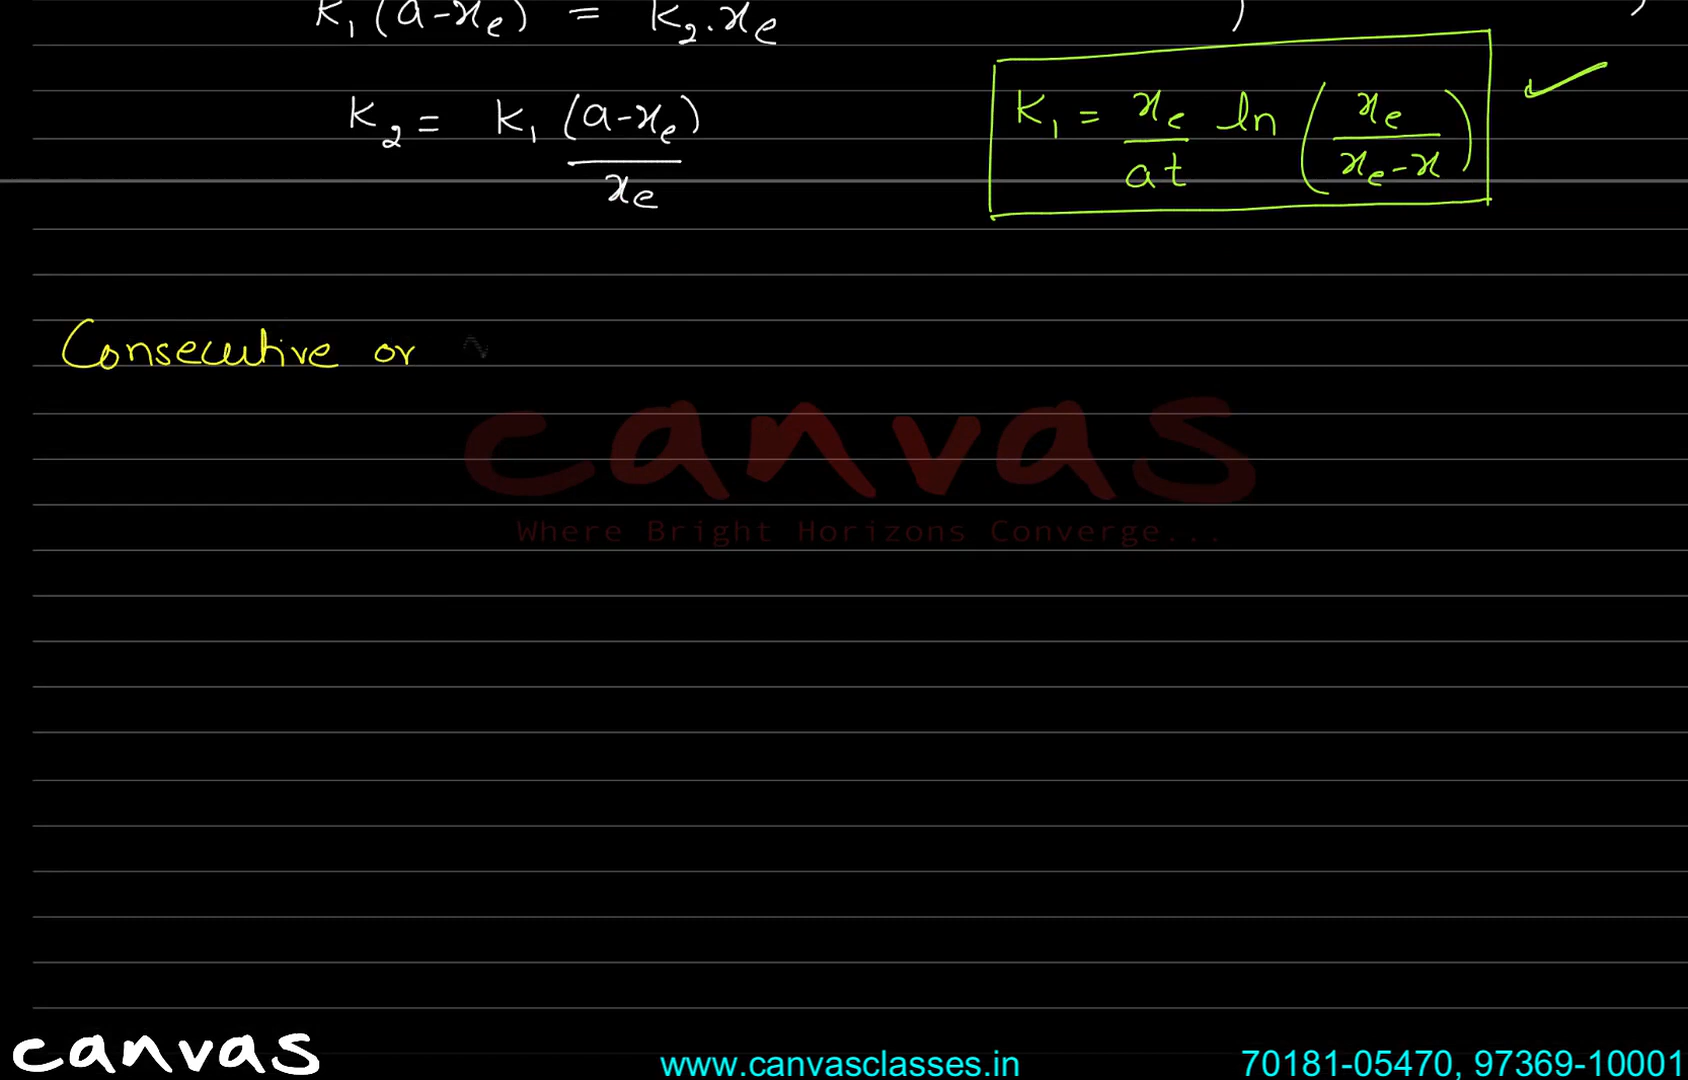 K₁(a-xₑ) = K₂.xₑ
K₂ = K₁ (a-xₑ)/xₑ
K₁ = xₑ/at ln (xₑ/xₑ-x)
Consecutive or
canvas
Where Bright Horizons Converge...
canvas
www.canvasclasses.in
70181-05470, 97369-10001